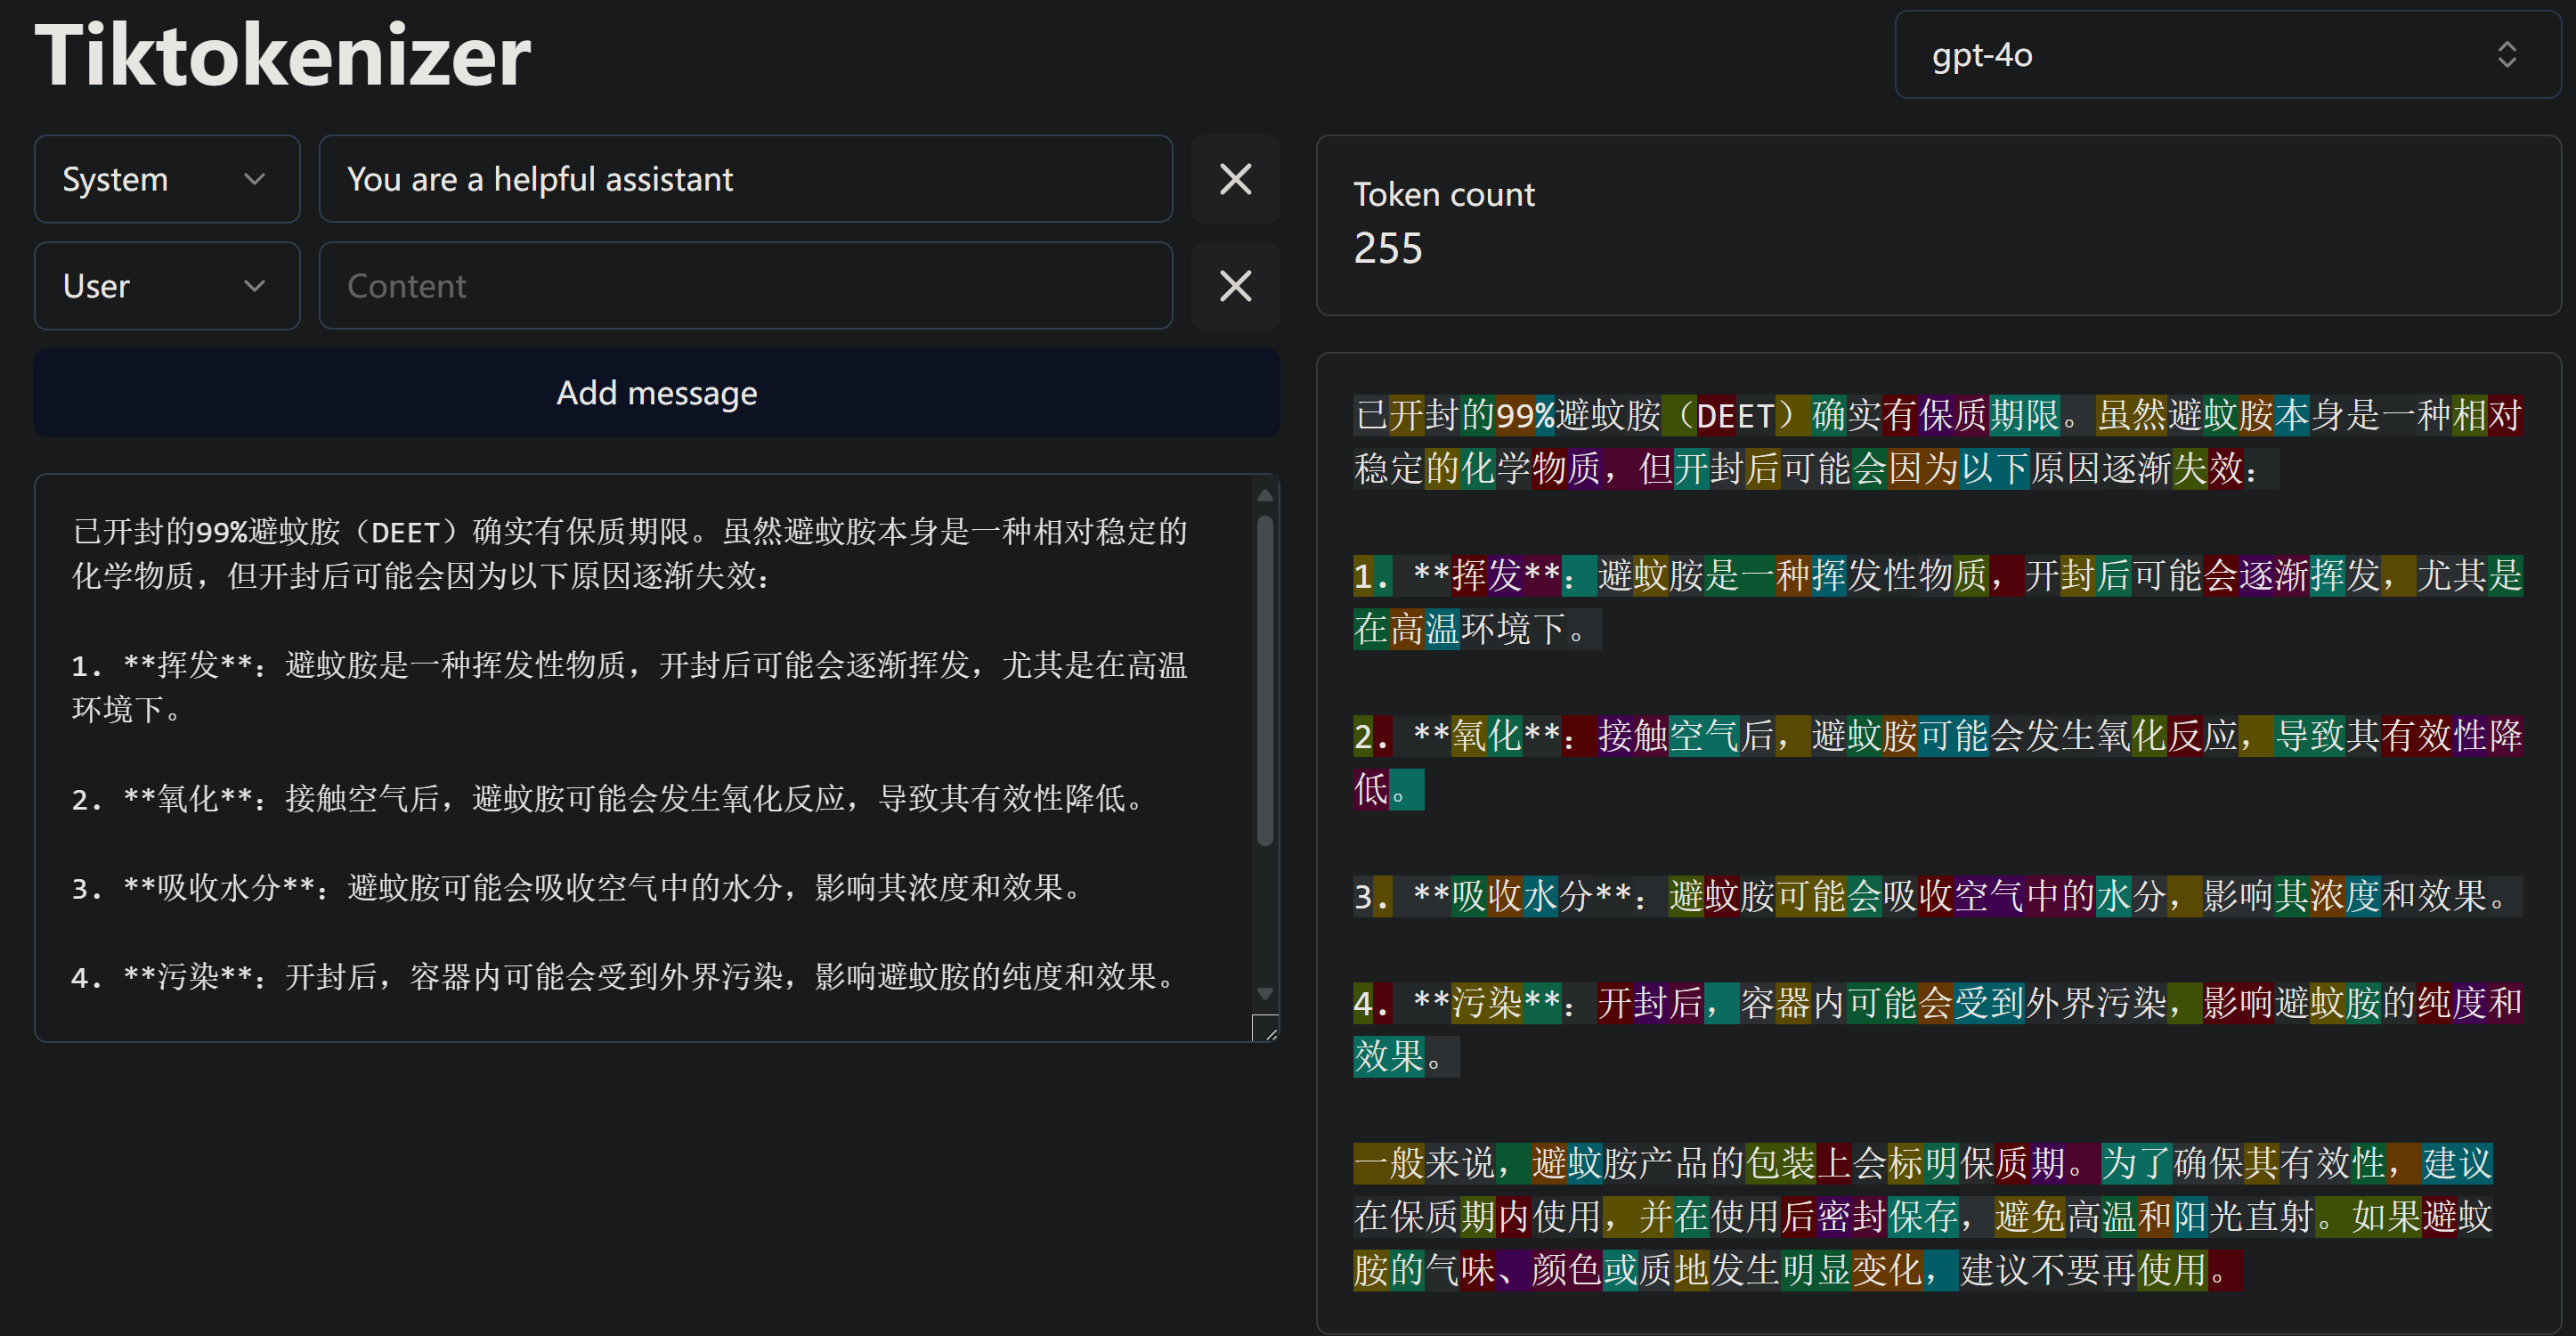 Tiktokenizer
gpt-4o
System
You are a helpful assistant
User
Content
Add message
已开封的99%避蚊胺（DEET）确实有保质期限。虽然避蚊胺本身是一种相对稳定的
化学物质，但开封后可能会因为以下原因逐渐失效：
1. **挥发**：避蚊胺是一种挥发性物质，开封后可能会逐渐挥发，尤其是在高温
环境下。
2. **氧化**：接触空气后，避蚊胺可能会发生氧化反应，导致其有效性降低。
3. **吸收水分**：避蚊胺可能会吸收空气中的水分，影响其浓度和效果。
4. **污染**：开封后，容器内可能会受到外界污染，影响避蚊胺的纯度和效果。
Token count
255
已开封的99%避蚊胺（DEET）确实有保质期限。虽然避蚊胺本身是一种相对
稳定的化学物质，但开封后可能会因为以下原因逐渐失效：
1. **挥发**：避蚊胺是一种挥发性物质，开封后可能会逐渐挥发，尤其是
在高温环境下。
2. **氧化**：接触空气后，避蚊胺可能会发生氧化反应，导致其有效性降
低。
3. **吸收水分**：避蚊胺可能会吸收空气中的水分，影响其浓度和效果。
4. **污染**：开封后，容器内可能会受到外界污染，影响避蚊胺的纯度和
效果。
一般来说，避蚊胺产品的包装上会标明保质期。为了确保其有效性，建议
在保质期内使用，并在使用后密封保存，避免高温和阳光直射。如果避蚊
胺的气味、颜色或质地发生明显变化，建议不要再使用。